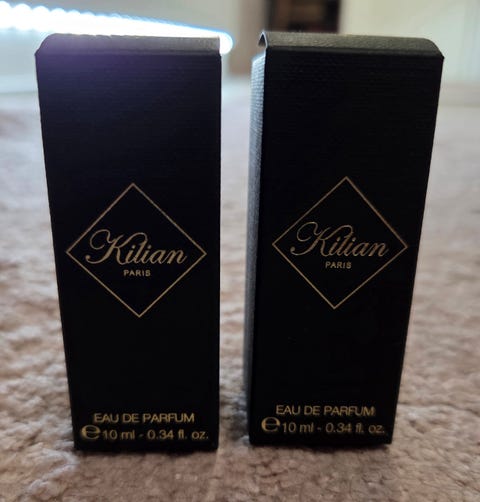 Kilian
PARIS
EAU DE PARFUM
℮10 ml - 0.34 fl. oz.
Kilian
PARIS
EAU DE PARFUM
℮10 ml - 0.34 fl. oz.